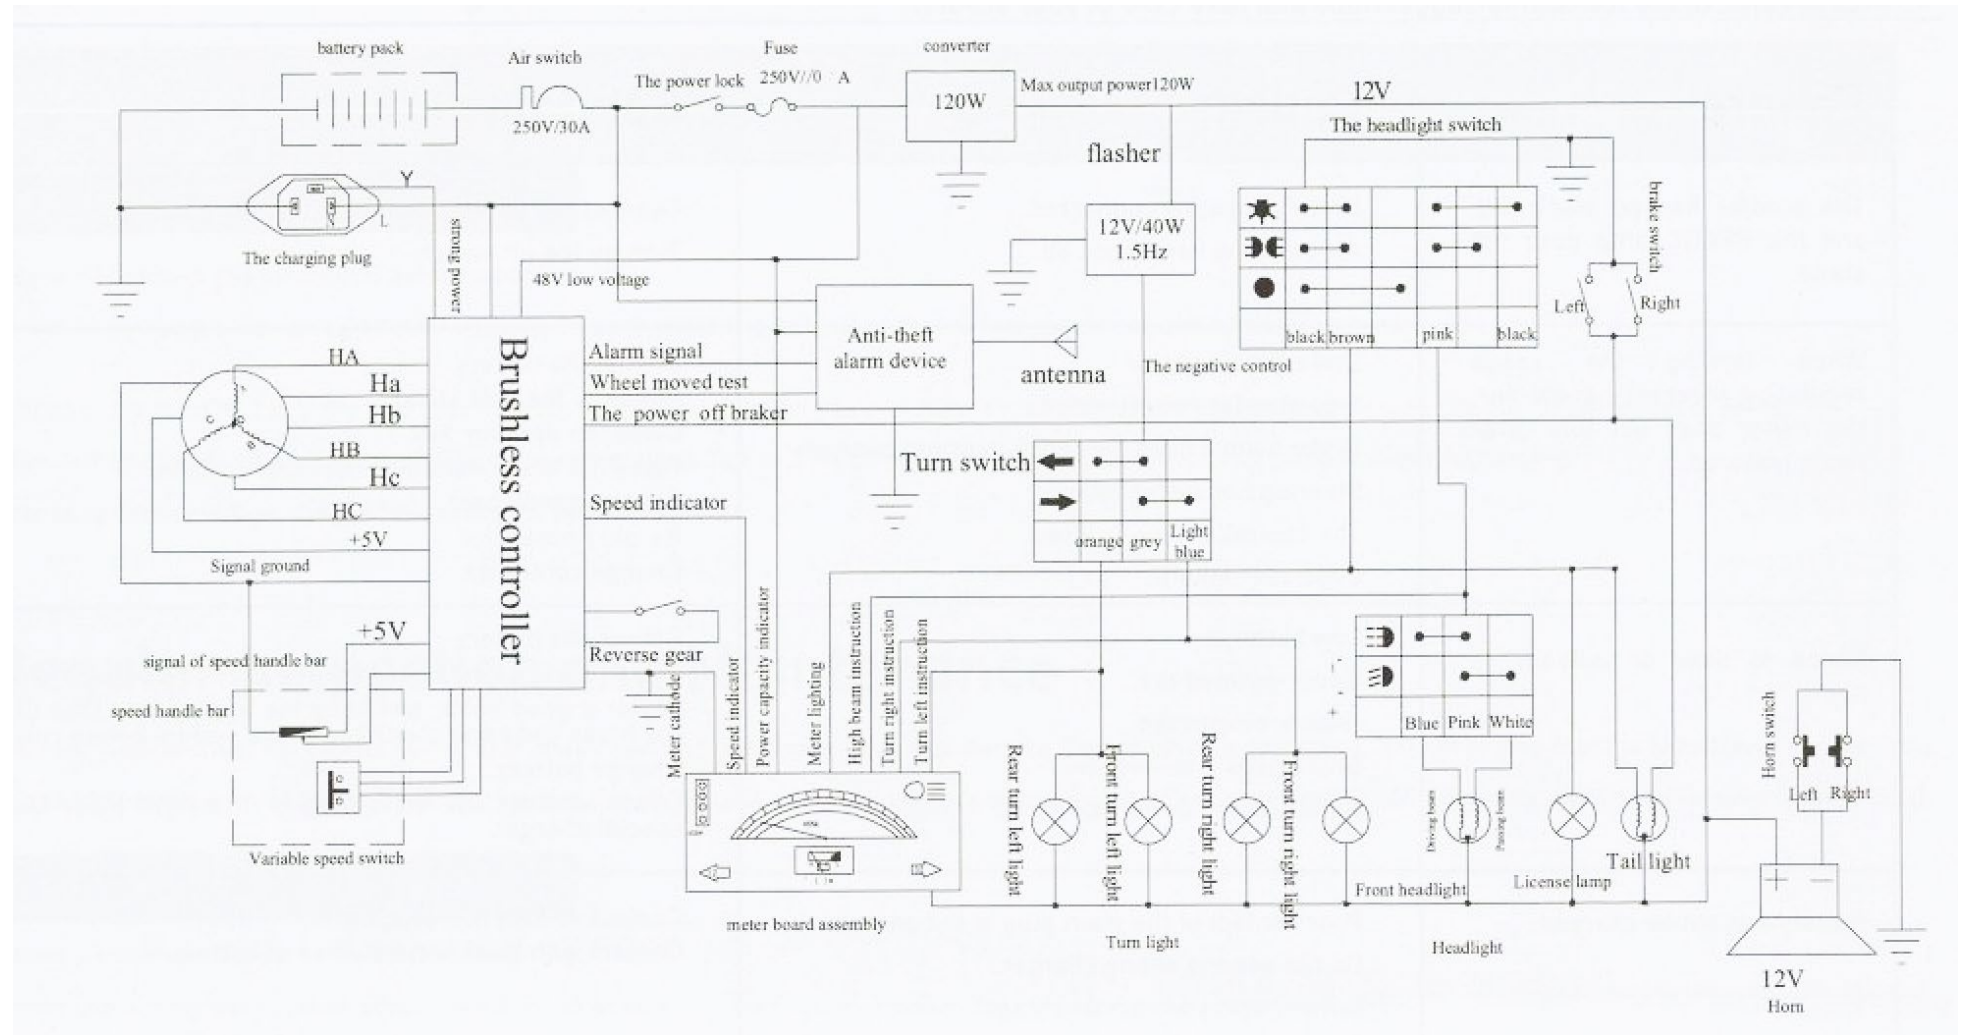 battery pack
Air switch
250V/30A
The power lock
Fuse
250V//0 A
converter
120W
Max output power120W
12V
The headlight switch
flasher
12V/40W
1.5Hz
black brown pink black
The negative control
brake switch
Left
Right
Y
L
The charging plug
strong power
48V low voltage
Anti-theft
alarm device
antenna
Brushless controller
HA
Ha
Hb
HB
Hc
HC
+5V
Signal ground
+5V
signal of speed handle bar
speed handle bar
Variable speed switch
Alarm signal
Wheel moved test
The power off braker
Speed indicator
Reverse gear
Turn switch
orange grey Light
blue
Meter cathode
Speed indicator
Power capacity indicator
Meter lighting
High beam instruction
Turn right instruction
Turn left instruction
meter board assembly
Rear turn left light
Front turn left light
Rear turn right light
Front turn right light
Turn light
Blue Pink White
Driving beam
Passing beam
Front headlight
Headlight
License lamp
Tail light
Horn switch
Left Right
+ −
12V
Horn